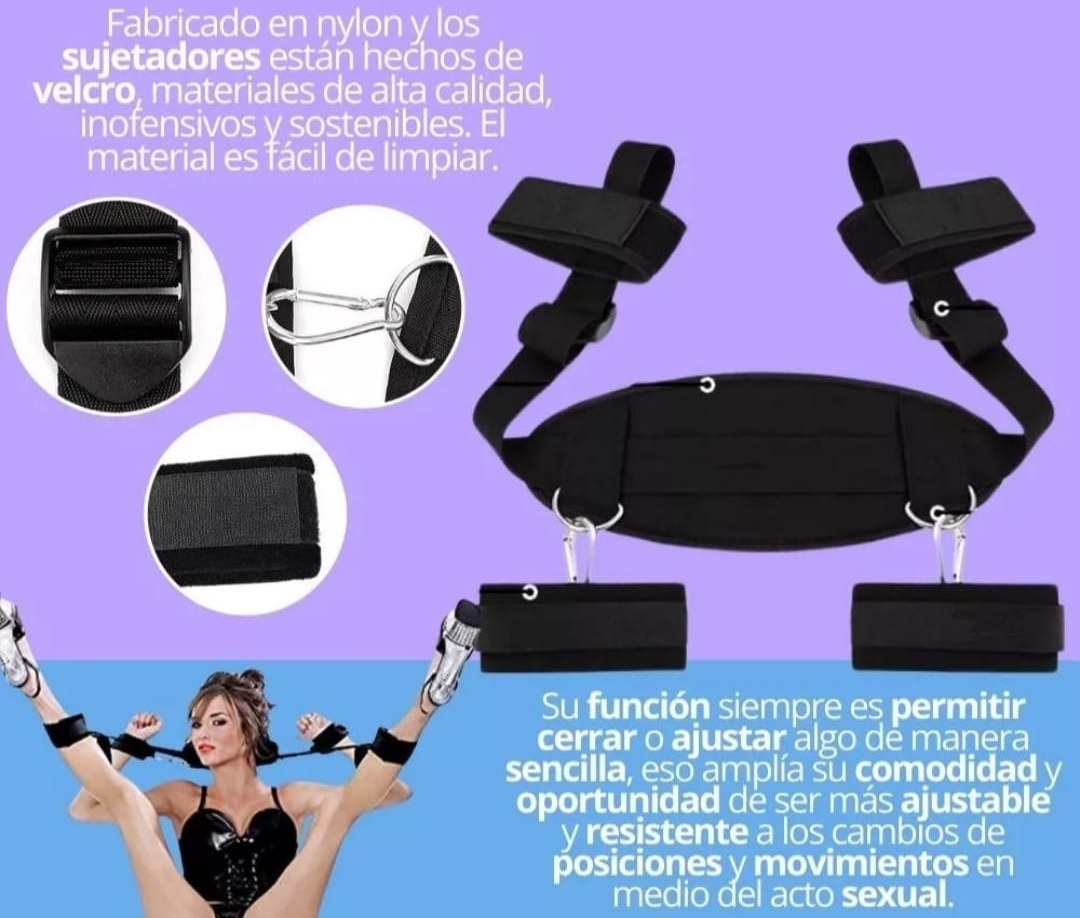 Fabricado en nylon y los
sujetadores están hechos de
velcro, materiales de alta calidad,
inofensivos y sostenibles. El
material es fácil de limpiar.
Su función siempre es permitir
cerrar o ajustar algo de manera
sencilla, eso amplía su comodidad y
oportunidad de ser más ajustable
y resistente a los cambios de
posiciones y movimientos en
medio del acto sexual.